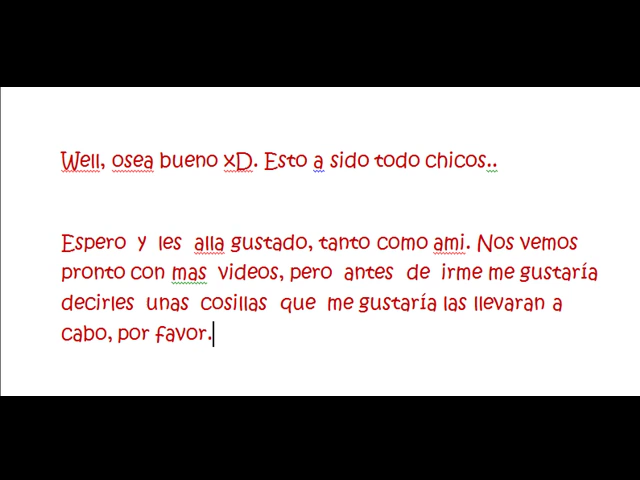 Well, osea bueno xD. Esto a sido todo chicos..
Espero y les alla gustado, tanto como ami. Nos vemos
pronto con mas videos, pero antes de irme me gustaría
decirles unas cosillas que me gustaría las llevaran a
cabo, por favor.